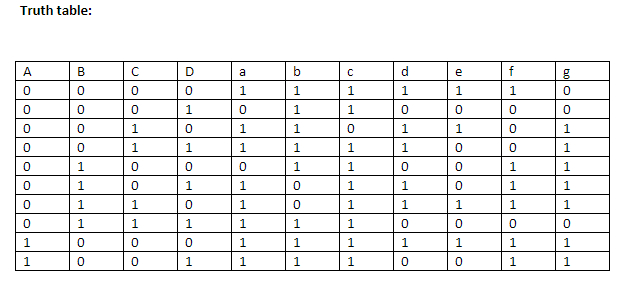 Truth table:
A B C D a b c d e f g
0 0 0 0 1 1 1 1 1 1 0
0 0 0 1 0 1 1 0 0 0 0
0 0 1 0 1 1 0 1 1 0 1
0 0 1 1 1 1 1 1 0 0 1
0 1 0 0 0 1 1 0 0 1 1
0 1 0 1 1 0 1 1 0 1 1
0 1 1 0 1 0 1 1 1 1 1
0 1 1 1 1 1 1 0 0 0 0
1 0 0 0 1 1 1 1 1 1 1
1 0 0 1 1 1 1 0 0 1 1